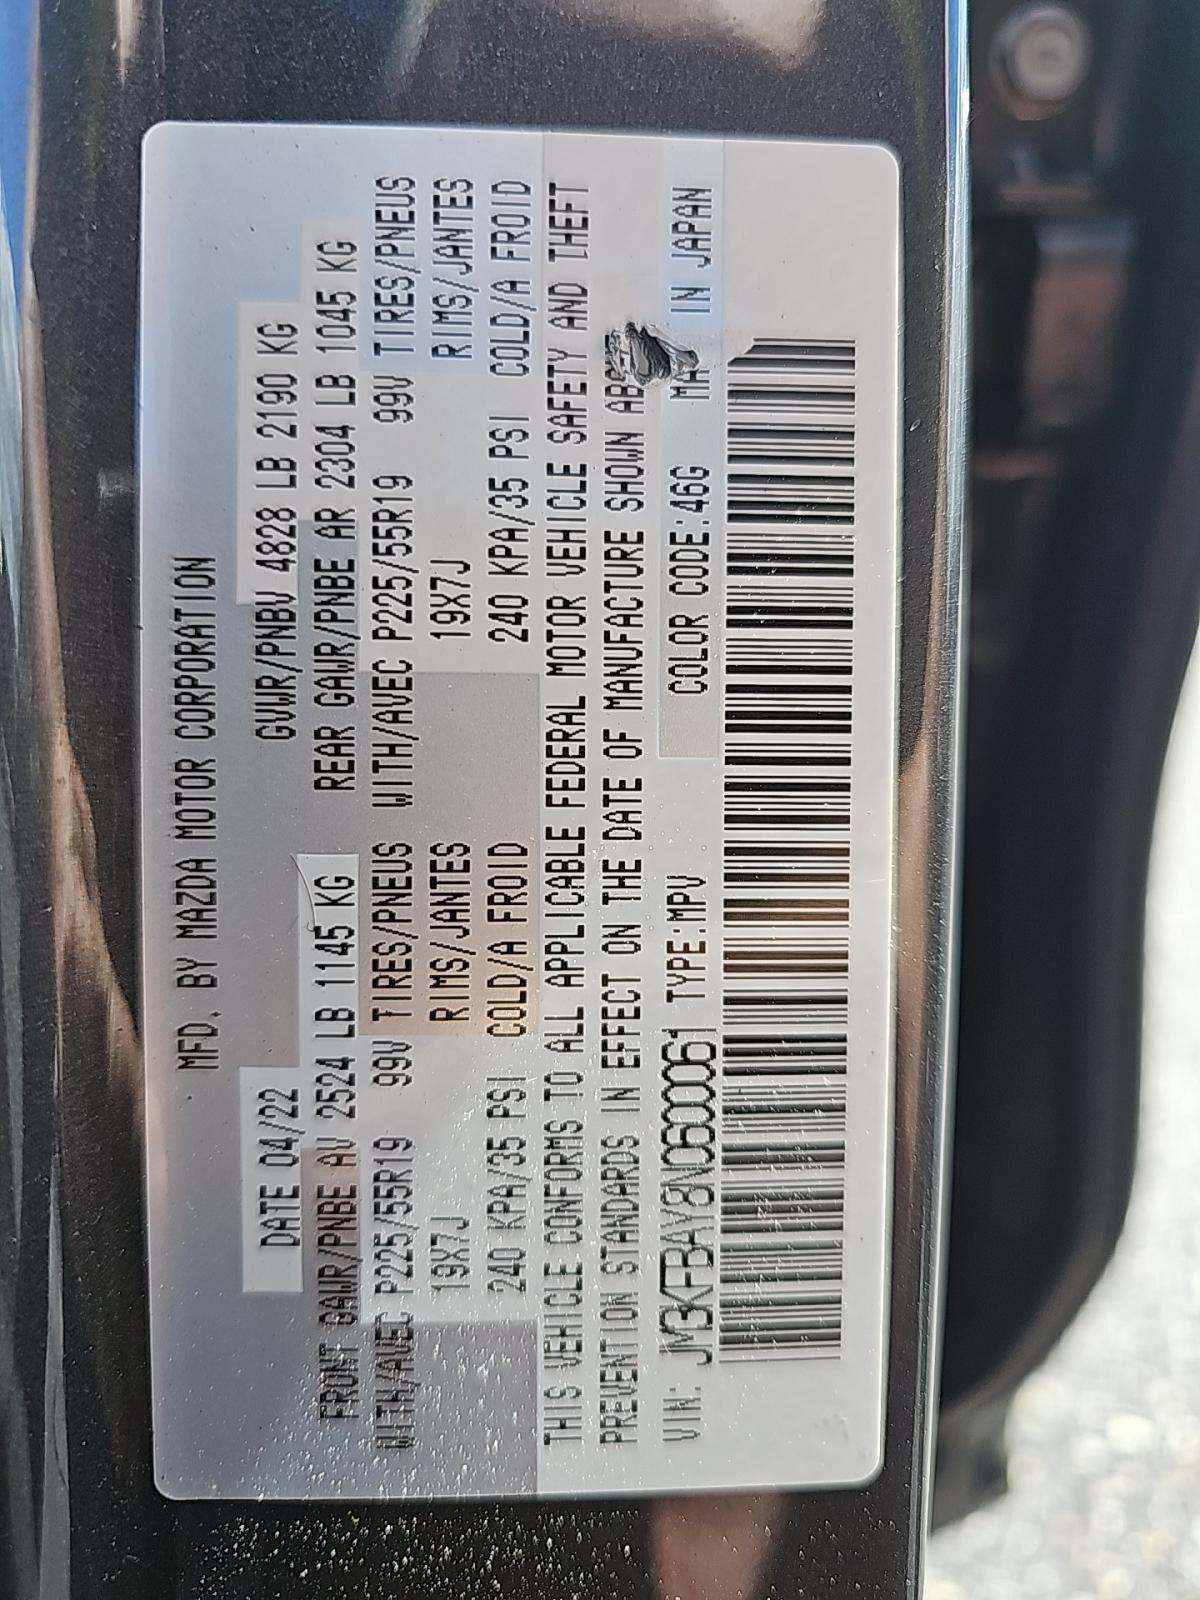 MFD. BY MAZDA MOTOR CORPORATION
DATE 04/22 GVWR/PNBV 4828 LB 2190 KG
FRONT GAWR/PNBE AV 2524 LB 1145 KG REAR GAWR/PNBE AR 2304 LB 1045 KG
WITH/AVEC P225/55R19 99V TIRES/PNEUS WITH/AVEC P225/55R19 99V TIRES/PNEUS
19X7J RIMS/JANTES 19X7J RIMS/JANTES
240 KPA/35 PSI COLD/A FROID 240 KPA/35 PSI COLD/A FROID
THIS VEHICLE CONFORMS TO ALL APPLICABLE FEDERAL MOTOR VEHICLE SAFETY AND THEFT
PREVENTION STANDARDS IN EFFECT ON THE DATE OF MANUFACTURE SHOWN
VIN: JM3KFBAY8N0600061 TYPE:MPV COLOR CODE:46G IN JAPAN